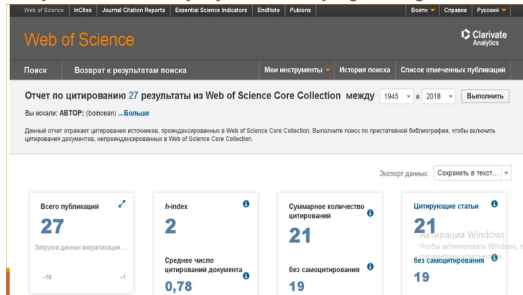 Web of Science InCites Journal Citation Reports Essential Science Indicators EndNote Publons Войти Справка Русский
Web of Science
Clarivate
Analytics
Поиск Возврат к результатам поиска Мои инструменты История поиска Список отмеченных публикаций
Отчет по цитированию 27 результаты из Web of Science Core Collection между 1945 и 2018 Выполнить
Вы искали: АВТОР: (boincean) ...Больше
Данный отчет отражает цитирования источников, проиндексированных в Web of Science Core Collection. Выполните поиск по пристатейной библиографии, чтобы включить
цитирования документов, непроиндексированных в Web of Science Core Collection.
Экспорт данных: Сохранить в текст...
Всего публикаций
27
Загрузка данных визуализации...
-19 -1
h-index
2
Среднее число
цитирований документа
0,78
Суммарное количество
цитирований
21
без самоцитирования
19
Цитирующие статьи
21
без самоцитирования
19
Активация Windows
Чтобы активировать Windows,